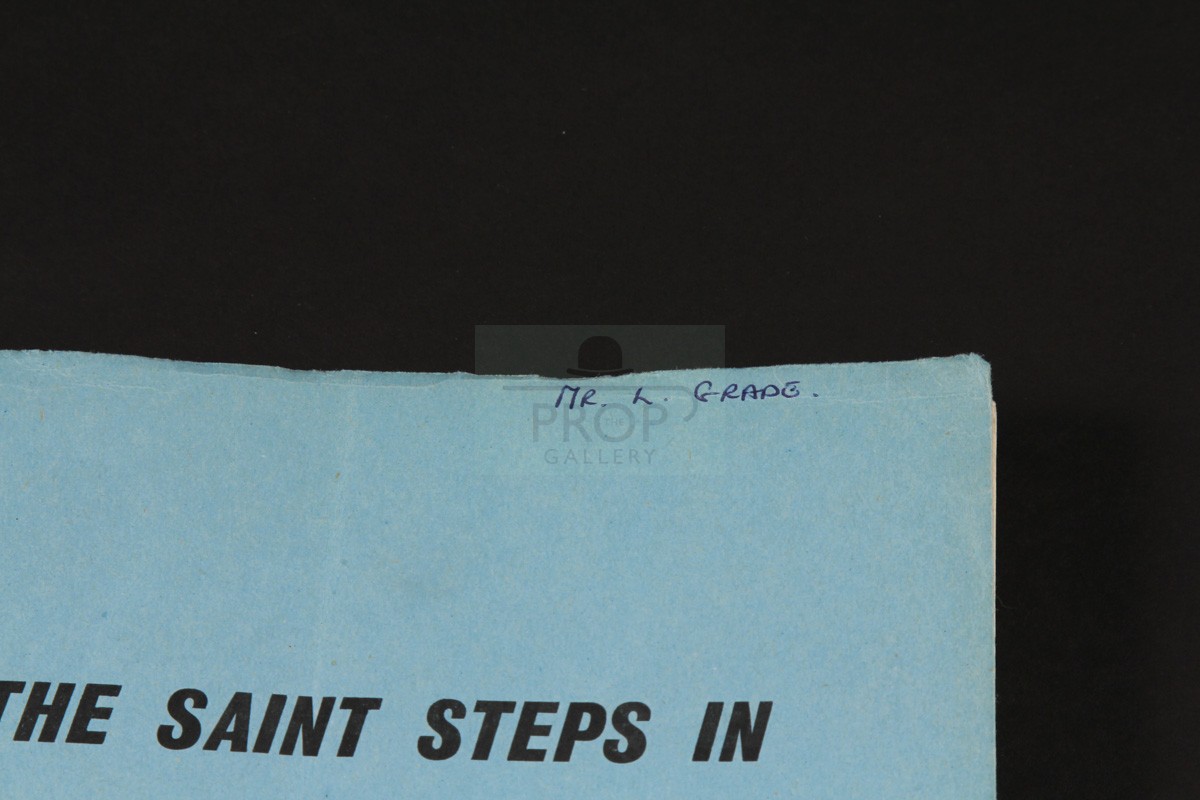 MR. L. GRADE.
THE
PROP
GALLERY
THE SAINT STEPS IN